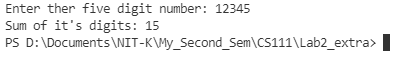 Enter ther five digit number: 12345
Sum of it's digits: 15
PS D:\Documents\NIT-K\My_Second_Sem\CS111\Lab2_extra>